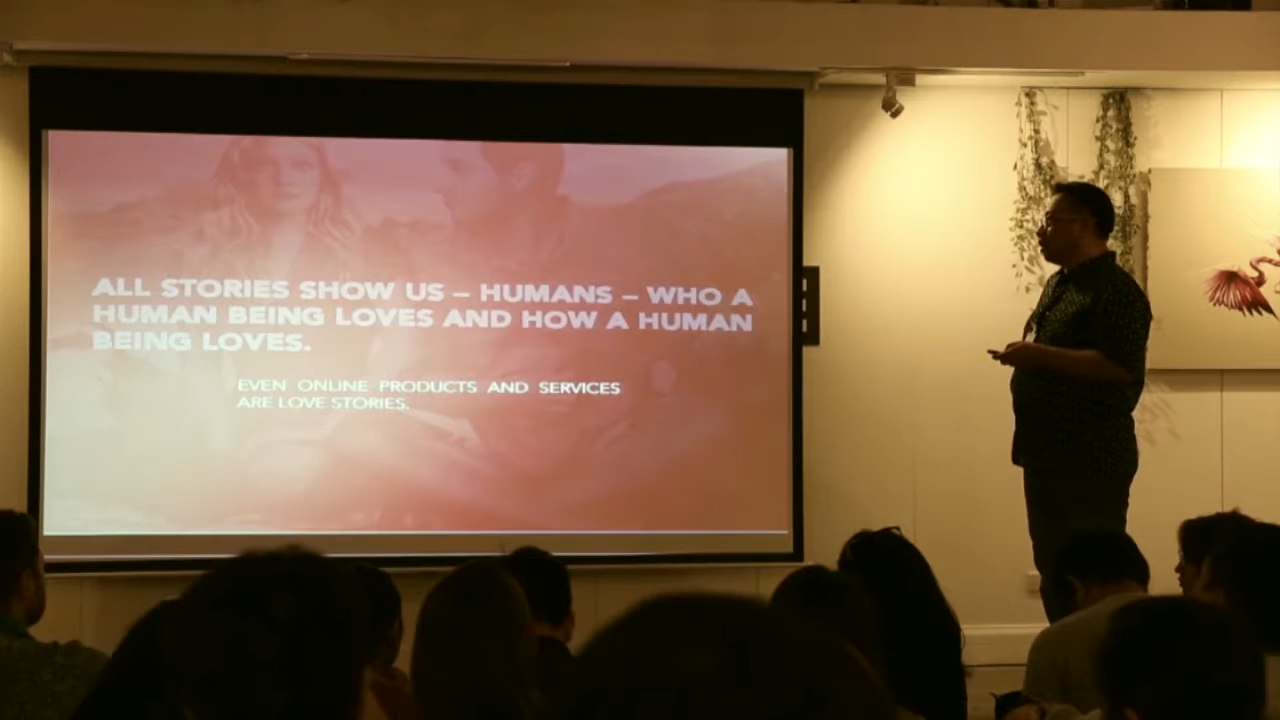 ALL STORIES SHOW US – HUMANS – WHO A
HUMAN BEING LOVES AND HOW A HUMAN
BEING LOVES.
EVEN ONLINE PRODUCTS AND SERVICES
ARE LOVE STORIES.